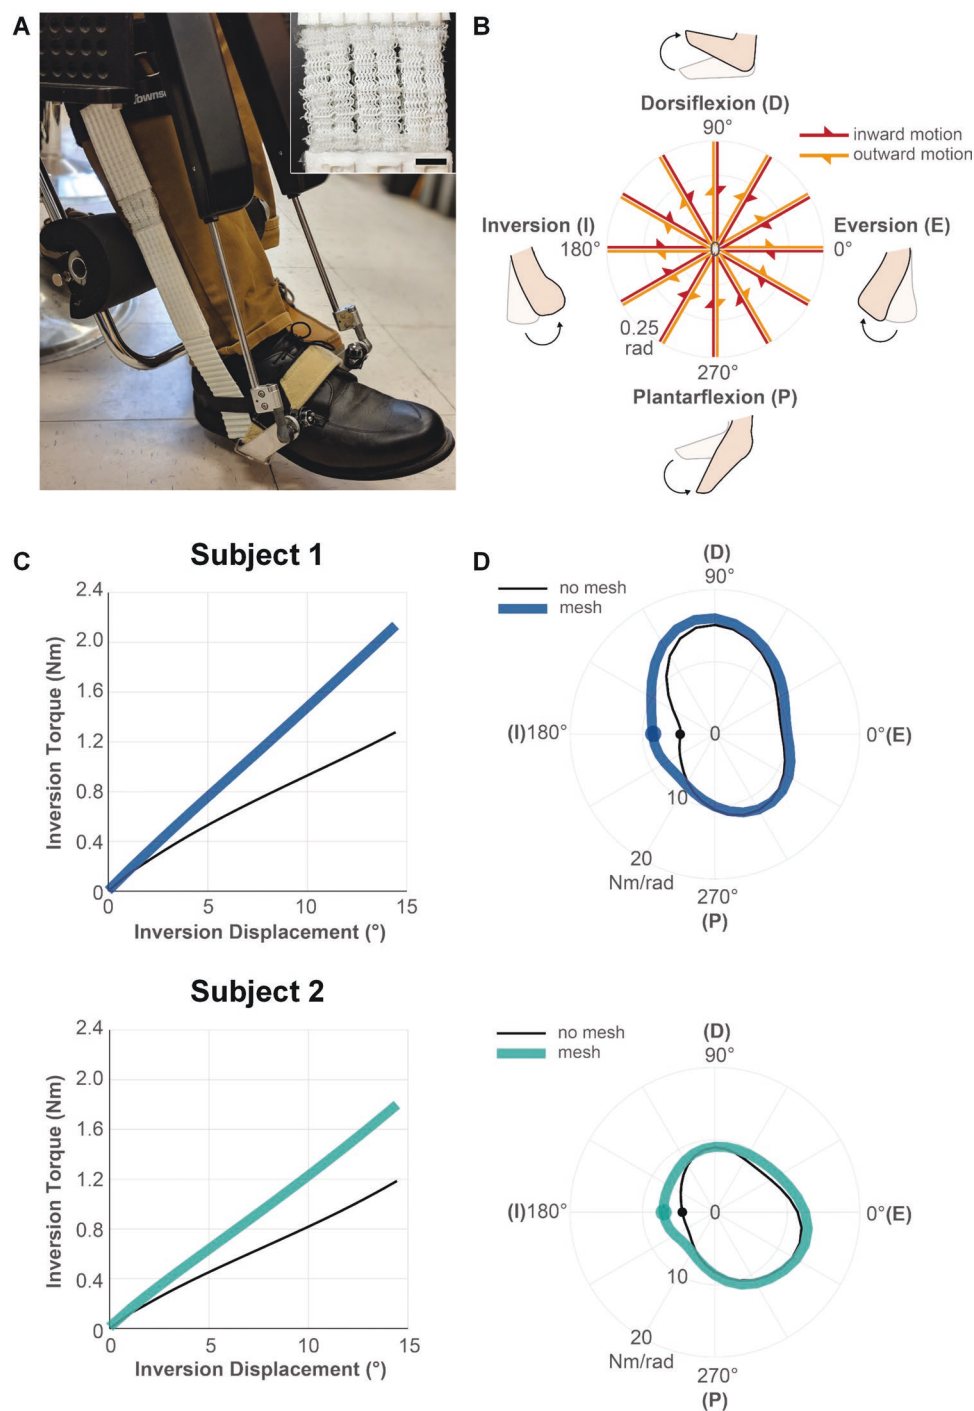 A
Towns
B
Dorsiflexion (D)
90°
inward motion
outward motion
Inversion (I)
180°
0
Eversion (E)
0°
0.25
rad
270°
Plantarflexion (P)
C
Subject 1
2.4
2.0
1.6
1.2
0.8
0.4
0
Inversion Torque (Nm)
0
5
10
15
Inversion Displacement (°)
D
no mesh
mesh
(D)
90°
(I)180°
0
0°(E)
10
20
Nm/rad
270°
(P)
Subject 2
2.4
2.0
1.6
1.2
0.8
0.4
0
Inversion Torque (Nm)
0
5
10
15
Inversion Displacement (°)
no mesh
mesh
(D)
90°
(I)180°
0
0°(E)
10
20
Nm/rad
270°
(P)